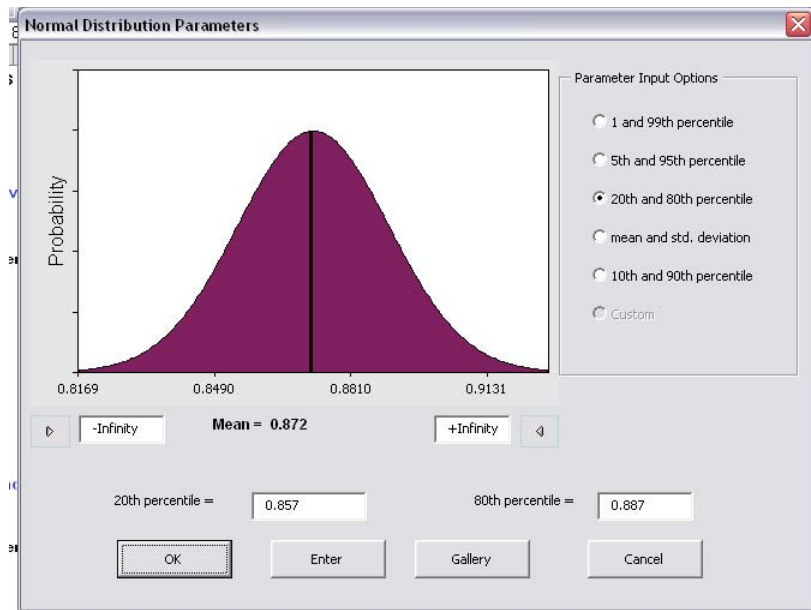 Normal Distribution Parameters
Probability
0.8169 0.8490 0.8810 0.9131
-Infinity
Mean = 0.872
+Infinity
Parameter Input Options
1 and 99th percentile
5th and 95th percentile
20th and 80th percentile
mean and std. deviation
10th and 90th percentile
Custom
20th percentile = 0.857
80th percentile = 0.887
OK Enter Gallery Cancel